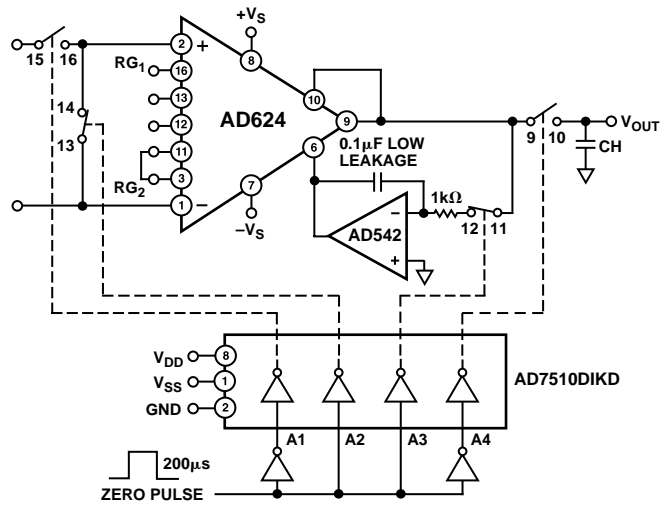 +VS
15 16
2 +
8
RG1
16
13
10
AD624
14
12
9
9 10
VOUT
13
11
6
0.1µF LOW
LEAKAGE
CH
RG2
3
7
1kΩ
1 –
–VS
–
AD542
12 11
+
VDD 8
AD7510DIKD
VSS 1
GND 2
A1 A2 A3 A4
200µs
ZERO PULSE